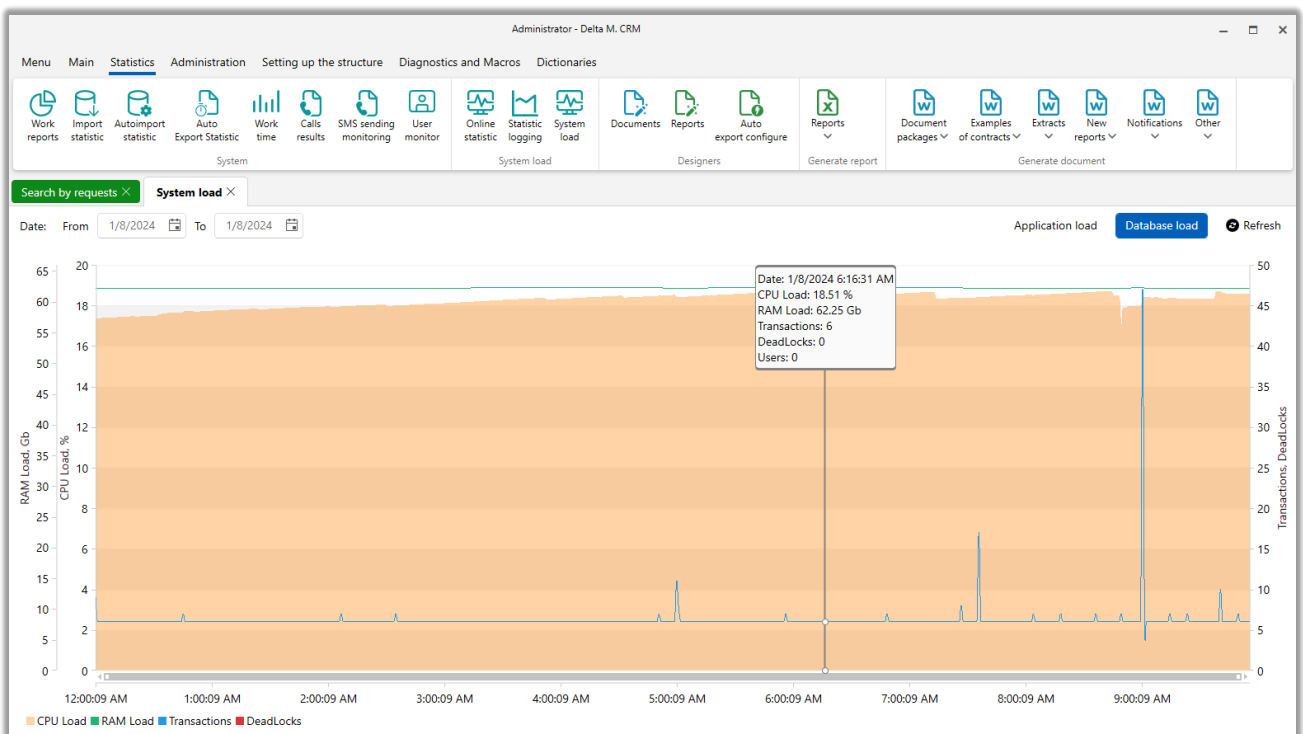 Administrator - Delta M. CRM
Menu Main Statistics Administration Setting up the structure Diagnostics and Macros Dictionaries
Work reports
Import statistic
Autoimport statistic
Auto Export Statistic
Work time
Calls results
SMS sending monitoring
User monitor
Online statistic
Statistic logging
System load
Documents
Reports
Auto export configure
Reports
Document packages
Examples of contracts
Extracts
New reports
Notifications
Other
System
System load
Designers
Generate report
Generate document
Search by requests
System load
Date: From 1/8/2024 To 1/8/2024
Application load Database load Refresh
65
60
55
50
45
40
35
30
25
20
15
10
5
0
RAM Load, Gb
20
18
16
14
12
10
8
6
4
2
0
CPU Load, %
Date: 1/8/2024 6:16:31 AM
CPU Load: 18.51 %
RAM Load: 62.25 Gb
Transactions: 6
DeadLocks: 0
Users: 0
50
45
40
35
30
25
20
15
10
5
0
Transactions, DeadLocks
12:00:09 AM 1:00:09 AM 2:00:09 AM 3:00:09 AM 4:00:09 AM 5:00:09 AM 6:00:09 AM 7:00:09 AM 8:00:09 AM 9:00:09 AM
CPU Load RAM Load Transactions DeadLocks